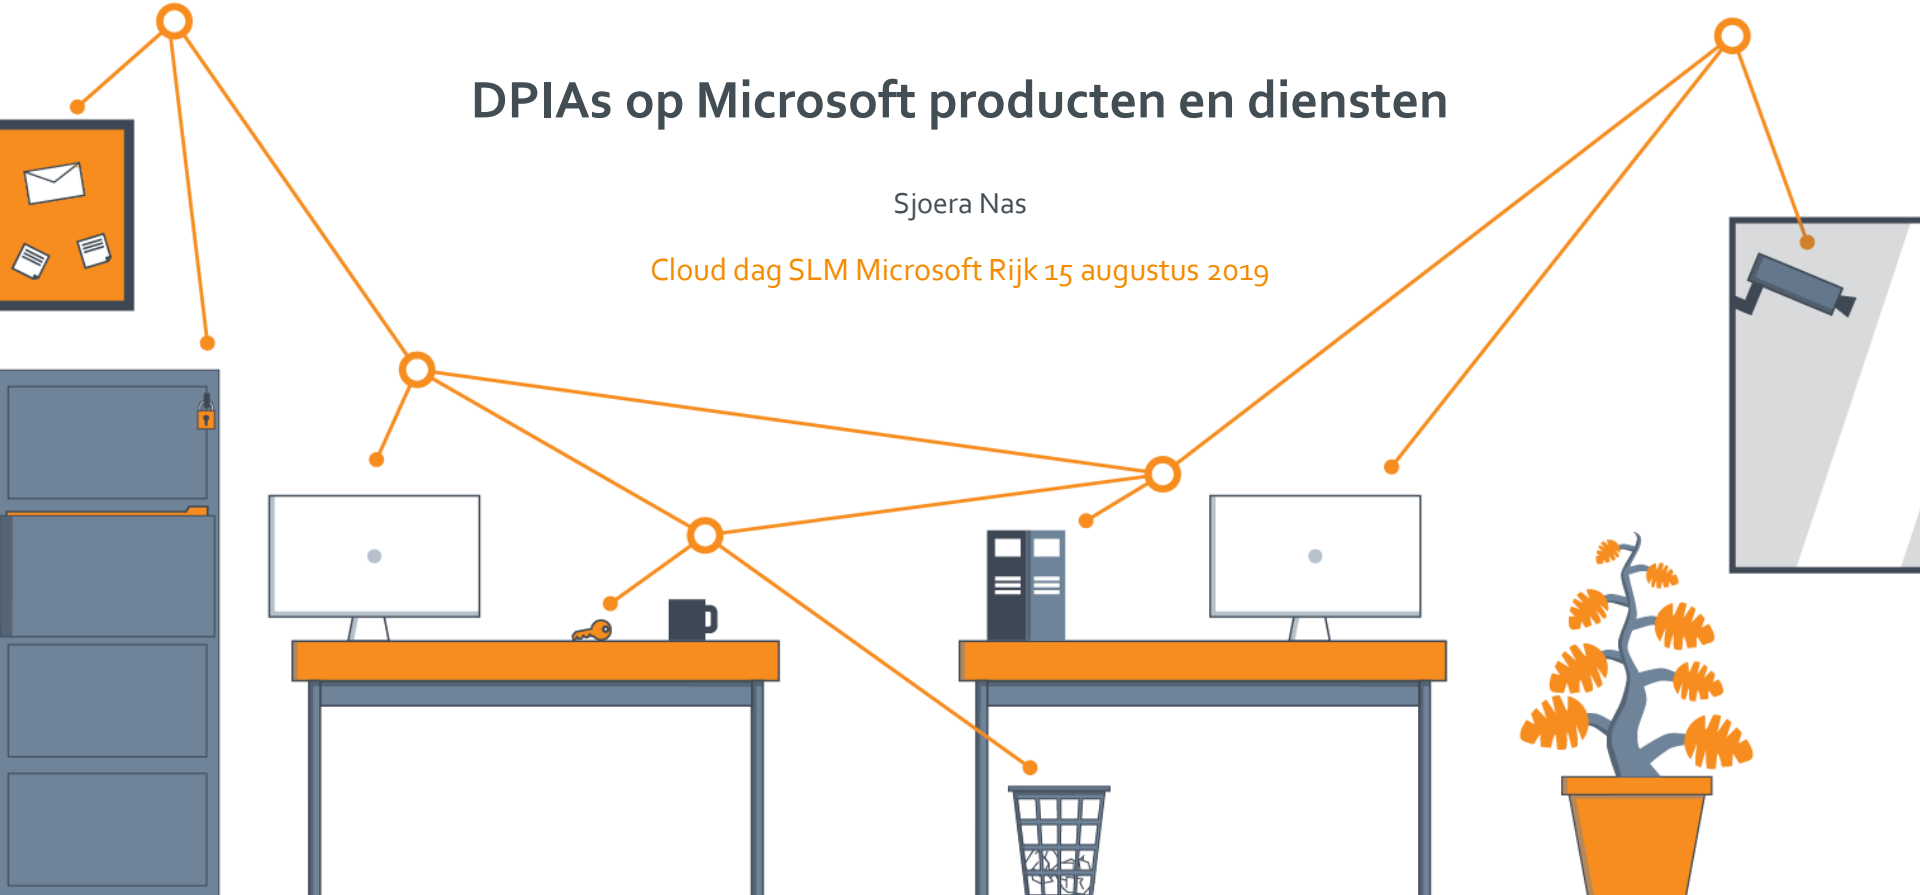 DPIAs op Microsoft producten en diensten
Sjoera Nas
Cloud dag SLM Microsoft Rijk 15 augustus 2019